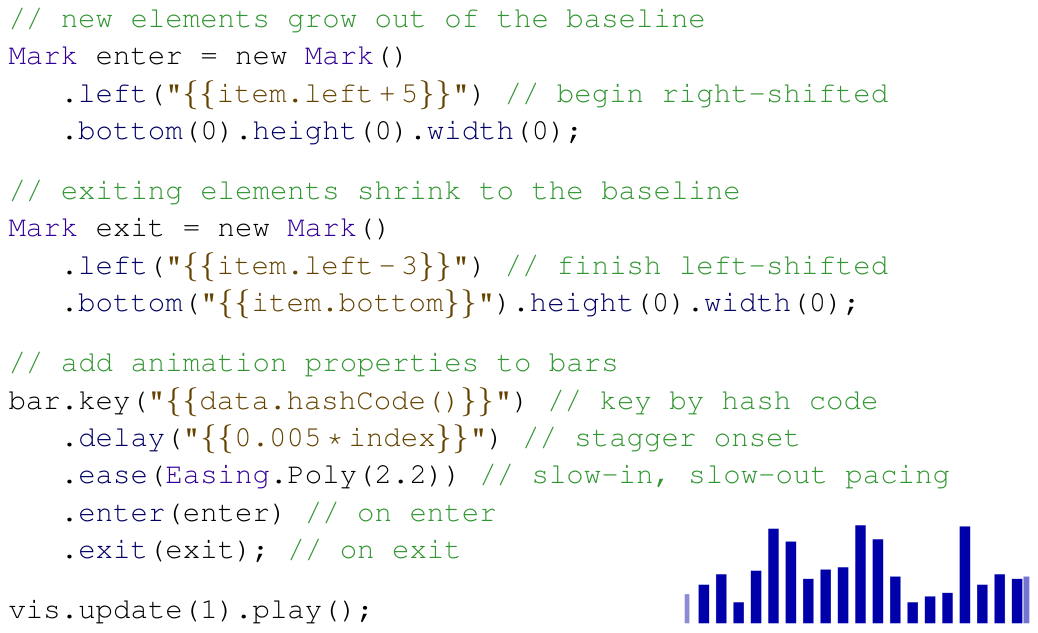 // new elements grow out of the baseline
Mark enter = new Mark()
   .left("{{item.left + 5}}") // begin right-shifted
   .bottom(0).height(0).width(0);
// exiting elements shrink to the baseline
Mark exit = new Mark()
   .left("{{item.left - 3}}") // finish left-shifted
   .bottom("{{item.bottom}}").height(0).width(0);
// add animation properties to bars
bar.key("{{data.hashCode()}}") // key by hash code
   .delay("{{0.005 * index}}") // stagger onset
   .ease(Easing.Poly(2.2)) // slow-in, slow-out pacing
   .enter(enter) // on enter
   .exit(exit); // on exit
vis.update(1).play();